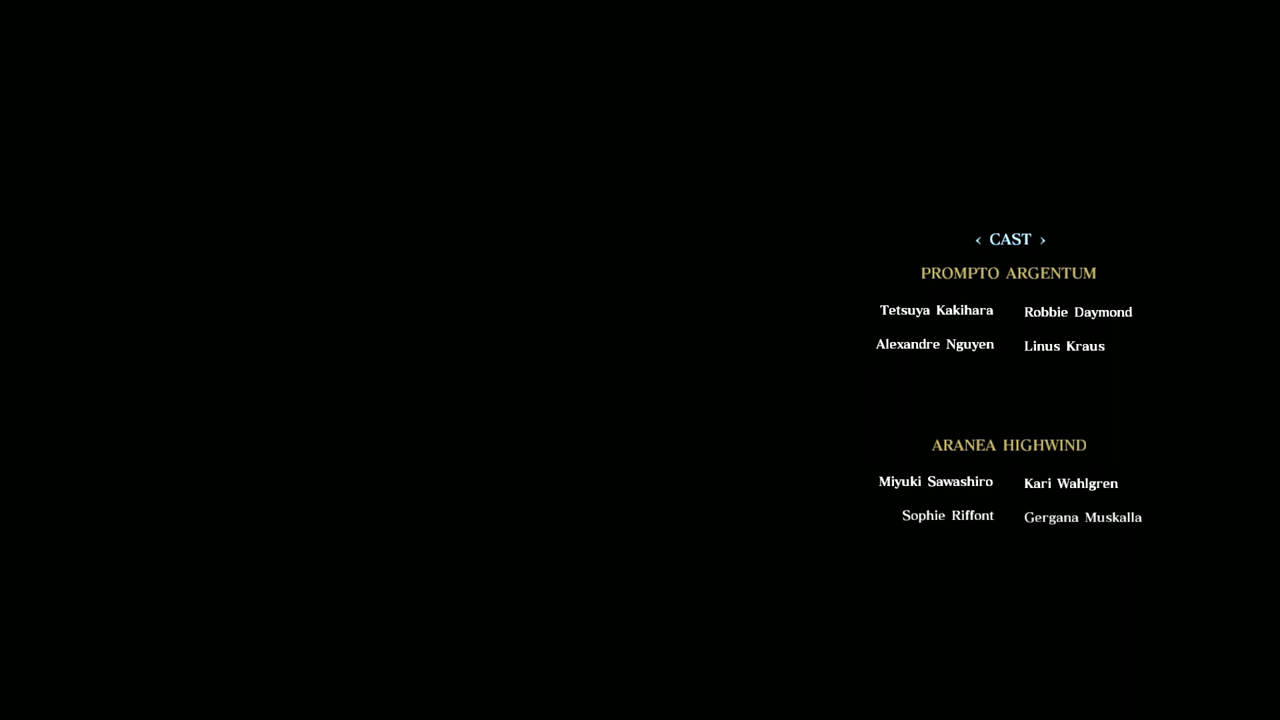 ‹ CAST ›
PROMPTO ARGENTUM
Tetsuya Kakihara Robbie Daymond
Alexandre Nguyen Linus Kraus
ARANEA HIGHWIND
Miyuki Sawashiro Kari Wahlgren
Sophie Riffont Gergana Muskalla